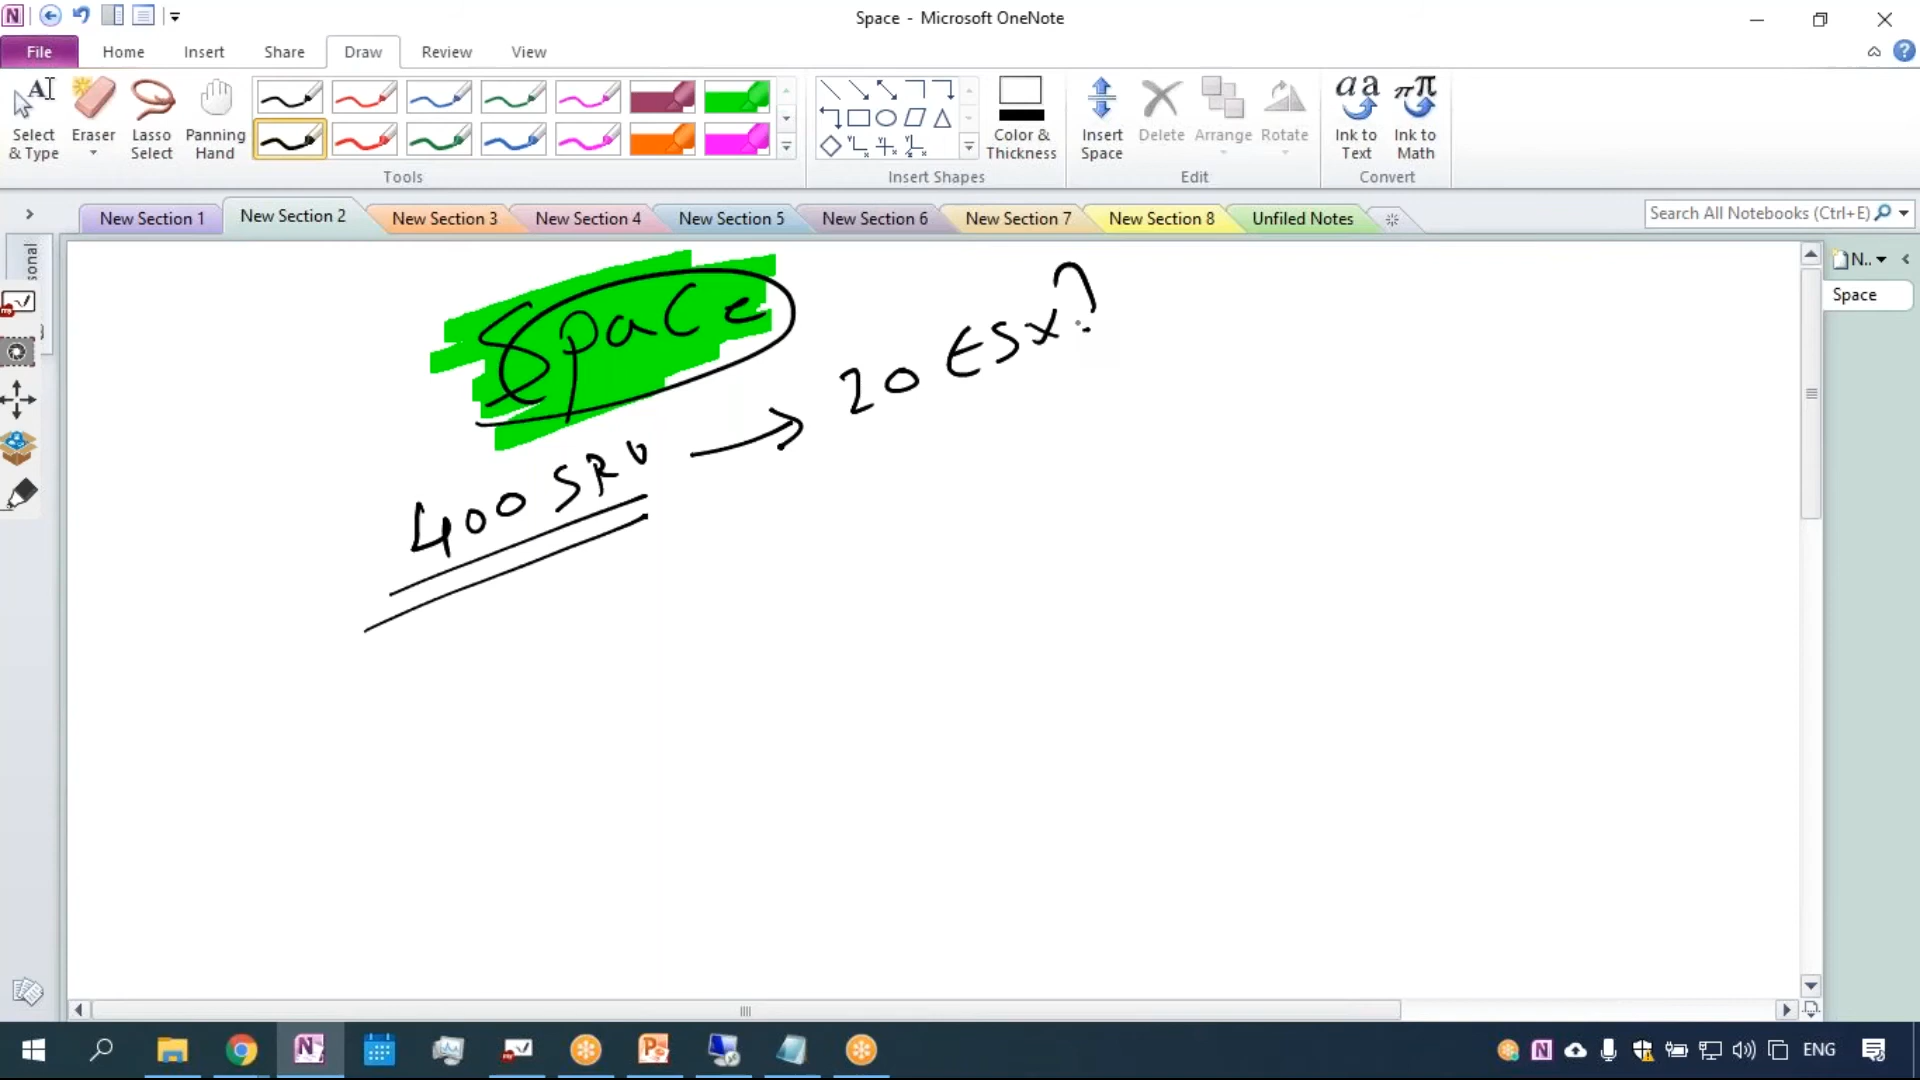 Space - Microsoft OneNote
File Home Insert Share Draw Review View
Select & Type
Eraser
Lasso Select
Panning Hand
Color & Thickness
Insert Space
Delete
Arrange
Rotate
Ink to Text
Ink to Math
Tools
Insert Shapes
Edit
Convert
New Section 1 New Section 2 New Section 3 New Section 4 New Section 5 New Section 6 New Section 7 New Section 8 Unfiled Notes
Search All Notebooks (Ctrl+E)
N..
Space
sonal
Space
20 ESX?
400 SRV
ENG